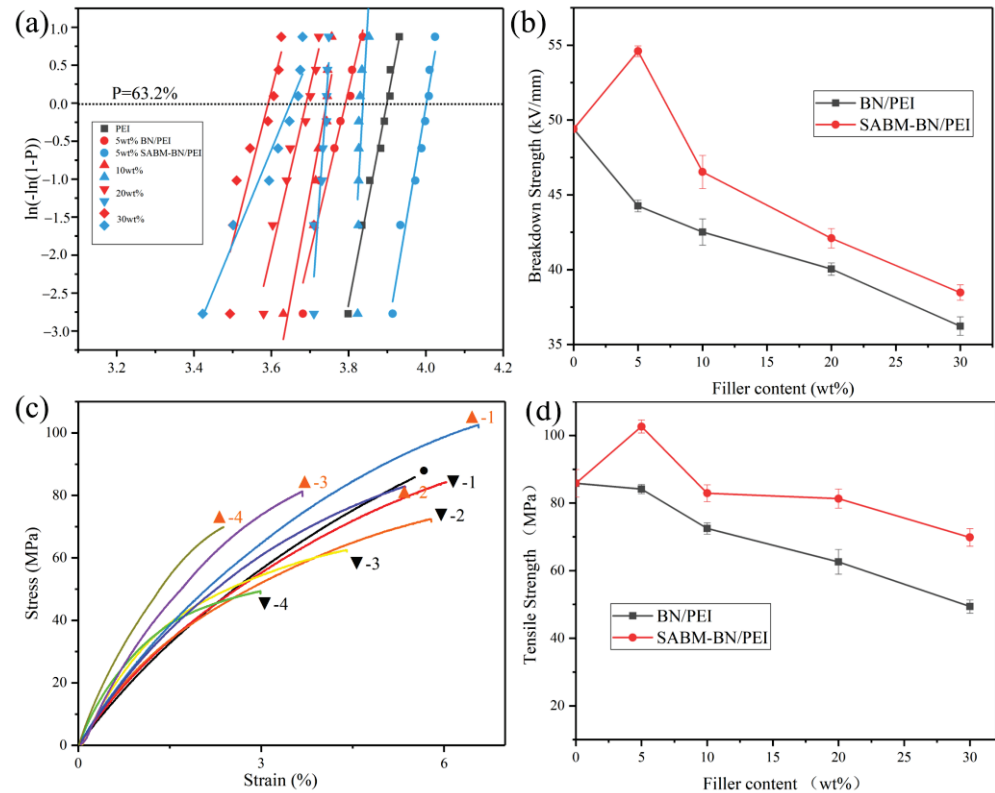 (a)
ln(-ln(1-P))
1.0
0.5
0.0
−0.5
−1.0
−1.5
−2.0
−2.5
−3.0
P=63.2%
PEI
5wt% BN/PEI
5wt% SABM-BN/PEI
10wt%
20wt%
30wt%
3.2 3.4 3.6 3.8 4.0 4.2
(b)
Breakdown Strength (kV/mm)
55
50
45
40
35
BN/PEI
SABM-BN/PEI
0 5 10 15 20 25 30
Filler content (wt%)
(c)
Stress (MPa)
100
80
60
40
20
0
-1
-3
-1
-2
-4
-2
-3
-4
0 3 6
Strain (%)
(d)
Tensile Strength （MPa）
100
80
60
40
20
BN/PEI
SABM-BN/PEI
0 5 10 15 20 25 30
Filler content （wt%）